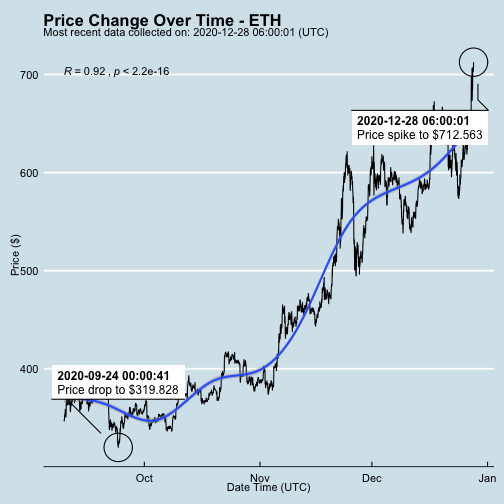 Price Change Over Time - ETH
Most recent data collected on: 2020-12-28 06:00:01 (UTC)
R = 0.92 , p < 2.2e-16
700
600
500
400
Price ($)
2020-12-28 06:00:01
Price spike to $712.563
2020-09-24 00:00:41
Price drop to $319.828
Oct
Nov
Dec
Jan
Date Time (UTC)